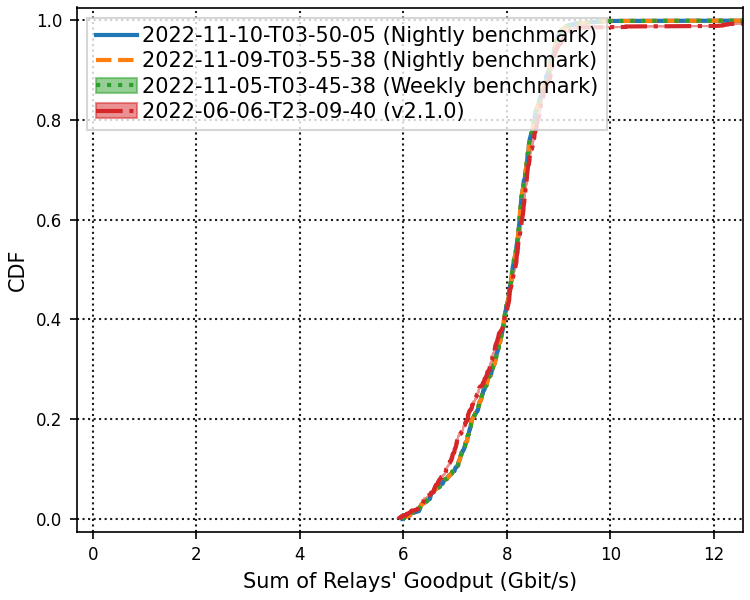 2022-11-10-T03-50-05 (Nightly benchmark)
2022-11-09-T03-55-38 (Nightly benchmark)
2022-11-05-T03-45-38 (Weekly benchmark)
2022-06-06-T23-09-40 (v2.1.0)
1.0
0.8
0.6
0.4
0.2
0.0
CDF
0 2 4 6 8 10 12
Sum of Relays' Goodput (Gbit/s)